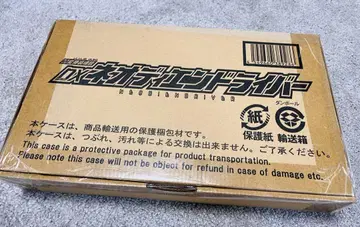 DXネオディエンドライバー
NEODIENDRIVER
紙
保護紙
ダンボール
輸送箱
本ケースは、商品輸送用の保護梱包材です。
本ケースは、つぶれ、汚れ等による交換は出来ません。ご了承ください。
This case is a protective package for product transportation.
Please note this case will not be object for refund in case of damage etc.